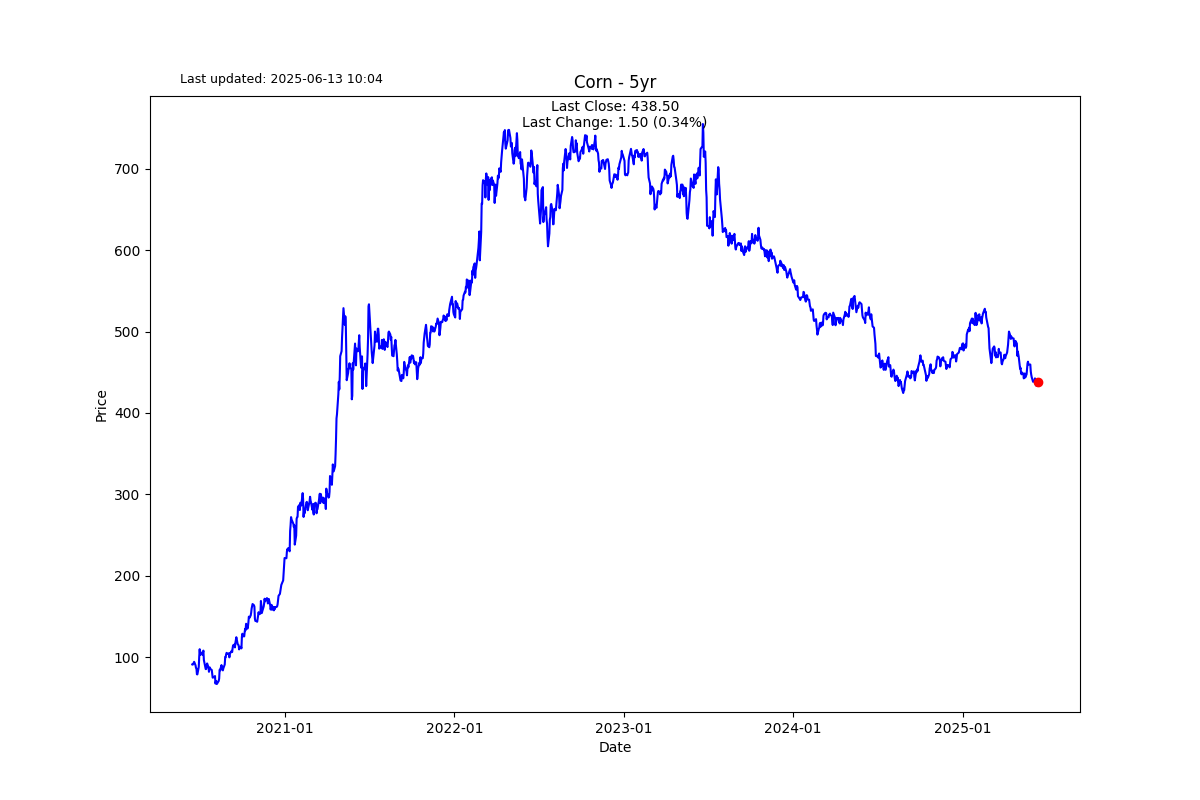 Last updated: 2025-06-13 10:04
Corn - 5yr
Last Close: 438.50
Last Change: 1.50 (0.34%)
700
600
500
400
300
200
100
Price
2021-01
2022-01
2023-01
2024-01
2025-01
Date